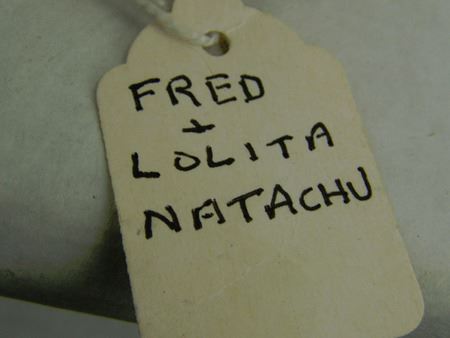 FRED
+
LOLITA
NATACHU